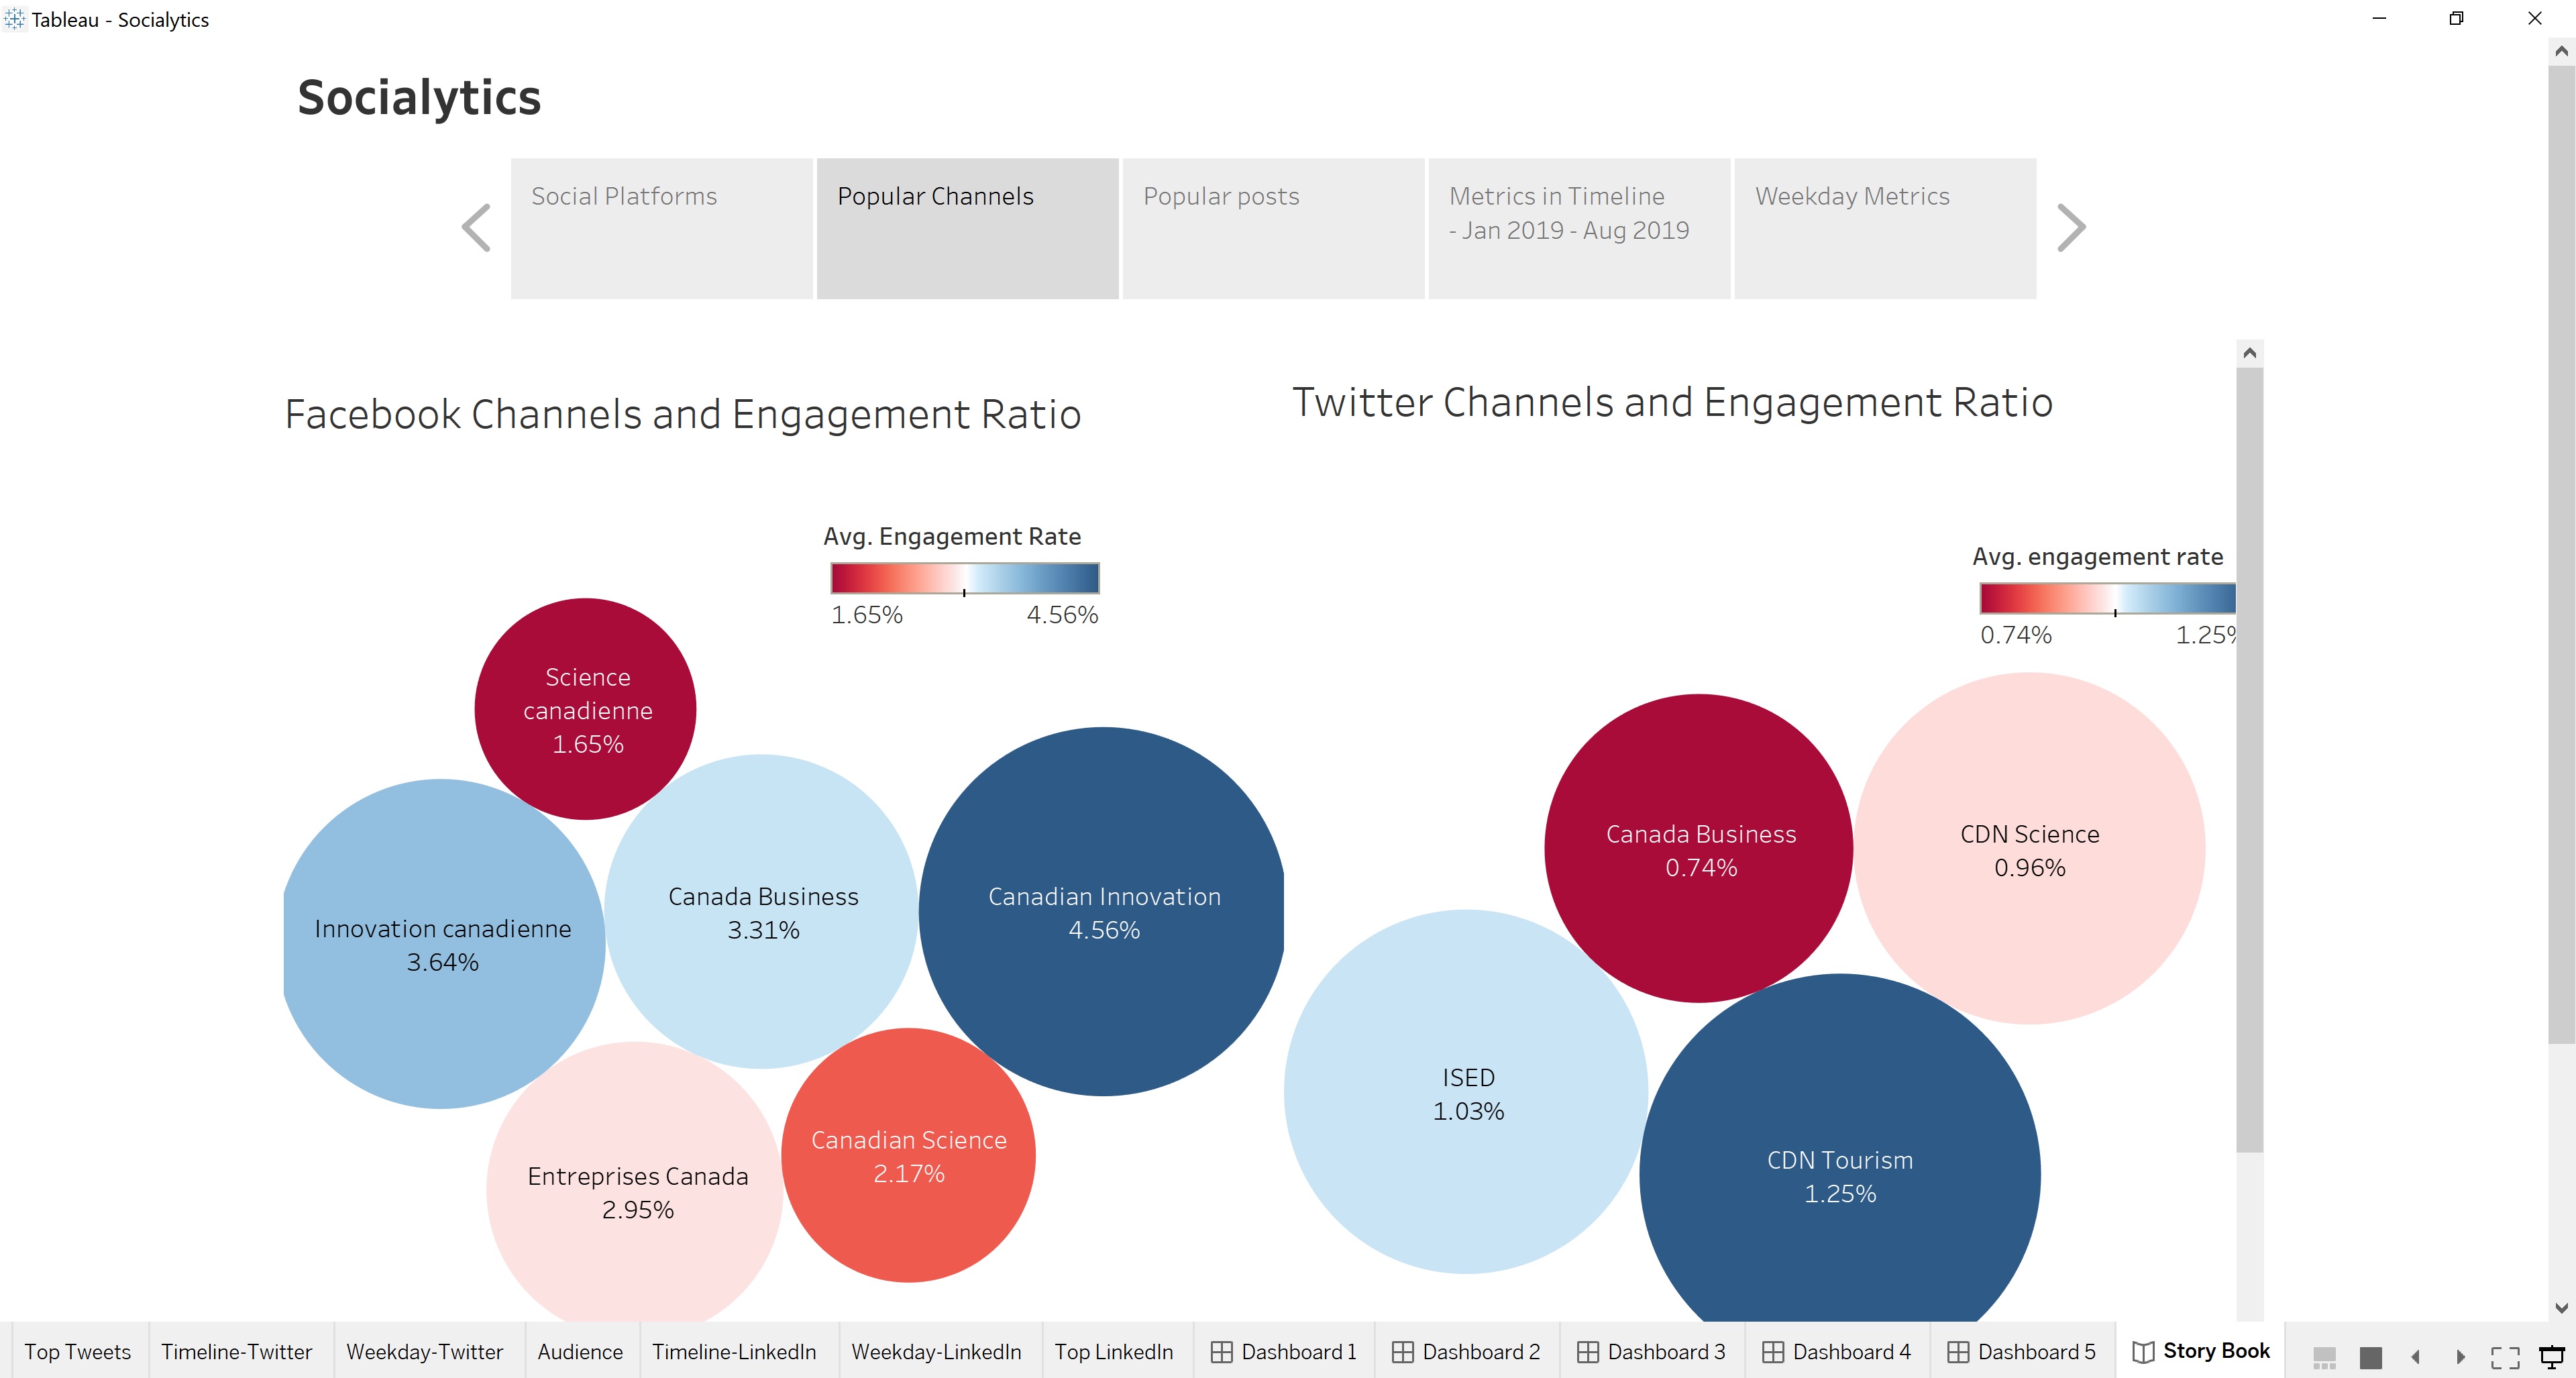 Tableau - Socialytics
Socialytics
Social Platforms
Popular Channels
Popular posts
Metrics in Timeline
- Jan 2019 - Aug 2019
Weekday Metrics
Facebook Channels and Engagement Ratio
Avg. Engagement Rate
1.65% 4.56%
Science
canadienne
1.65%
Innovation canadienne
3.64%
Canada Business
3.31%
Canadian Innovation
4.56%
Entreprises Canada
2.95%
Canadian Science
2.17%
Twitter Channels and Engagement Ratio
Avg. engagement rate
0.74% 1.25%
Canada Business
0.74%
CDN Science
0.96%
ISED
1.03%
CDN Tourism
1.25%
Top Tweets Timeline-Twitter Weekday-Twitter Audience Timeline-LinkedIn Weekday-LinkedIn Top LinkedIn Dashboard 1 Dashboard 2 Dashboard 3 Dashboard 4 Dashboard 5 Story Book